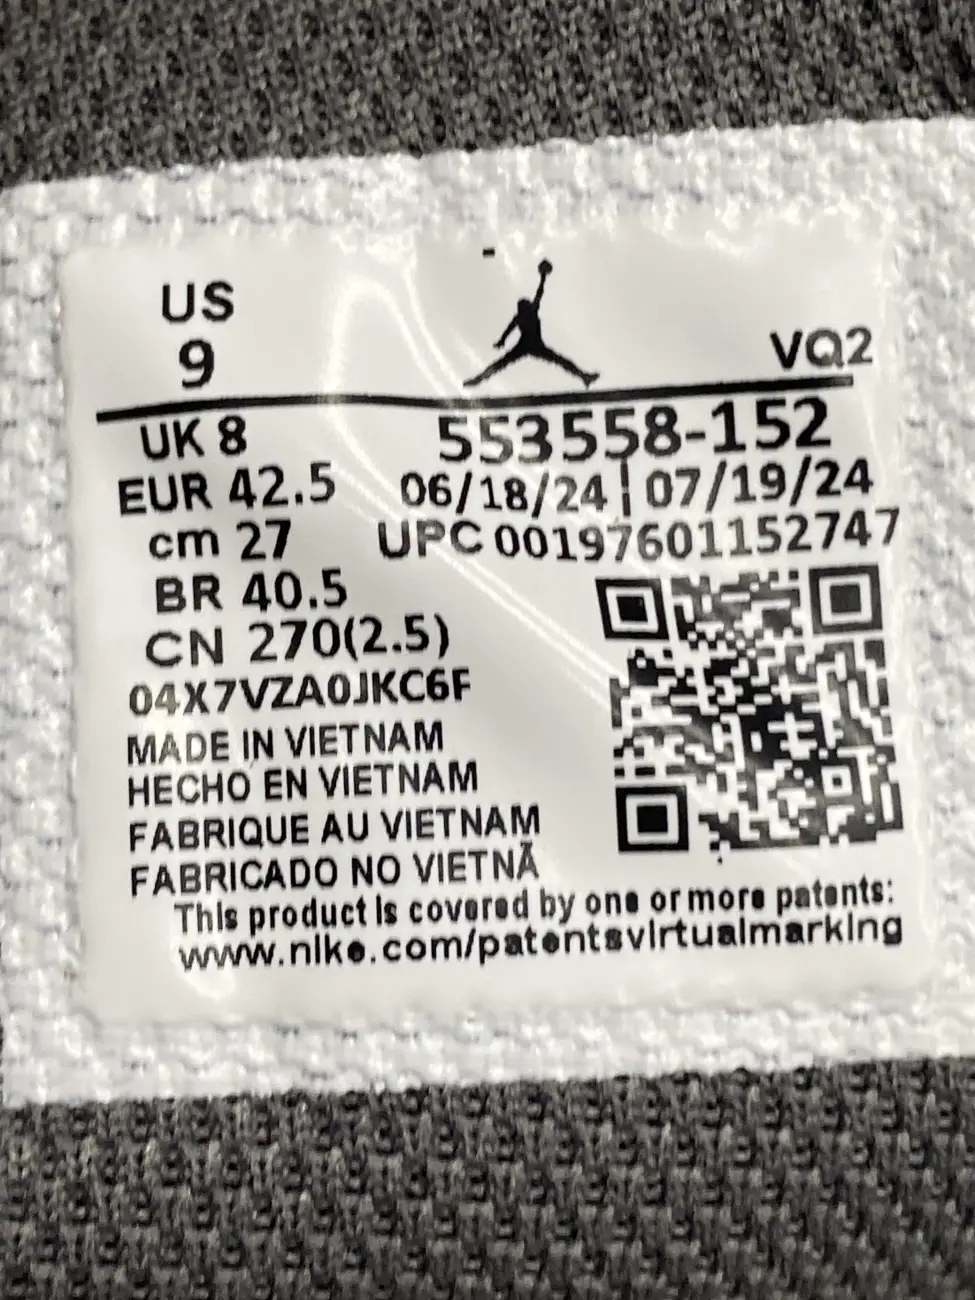 US
9
VQ2
UK 8
553558-152
EUR 42.5
06/18/24 | 07/19/24
cm 27
UPC 00197601152747
BR 40.5
CN 270(2.5)
04X7VZA0JKC6F
MADE IN VIETNAM
HECHO EN VIETNAM
FABRIQUE AU VIETNAM
FABRICADO NO VIETNÃ
This product is covered by one or more patents:
www.nike.com/patentsvirtualmarking